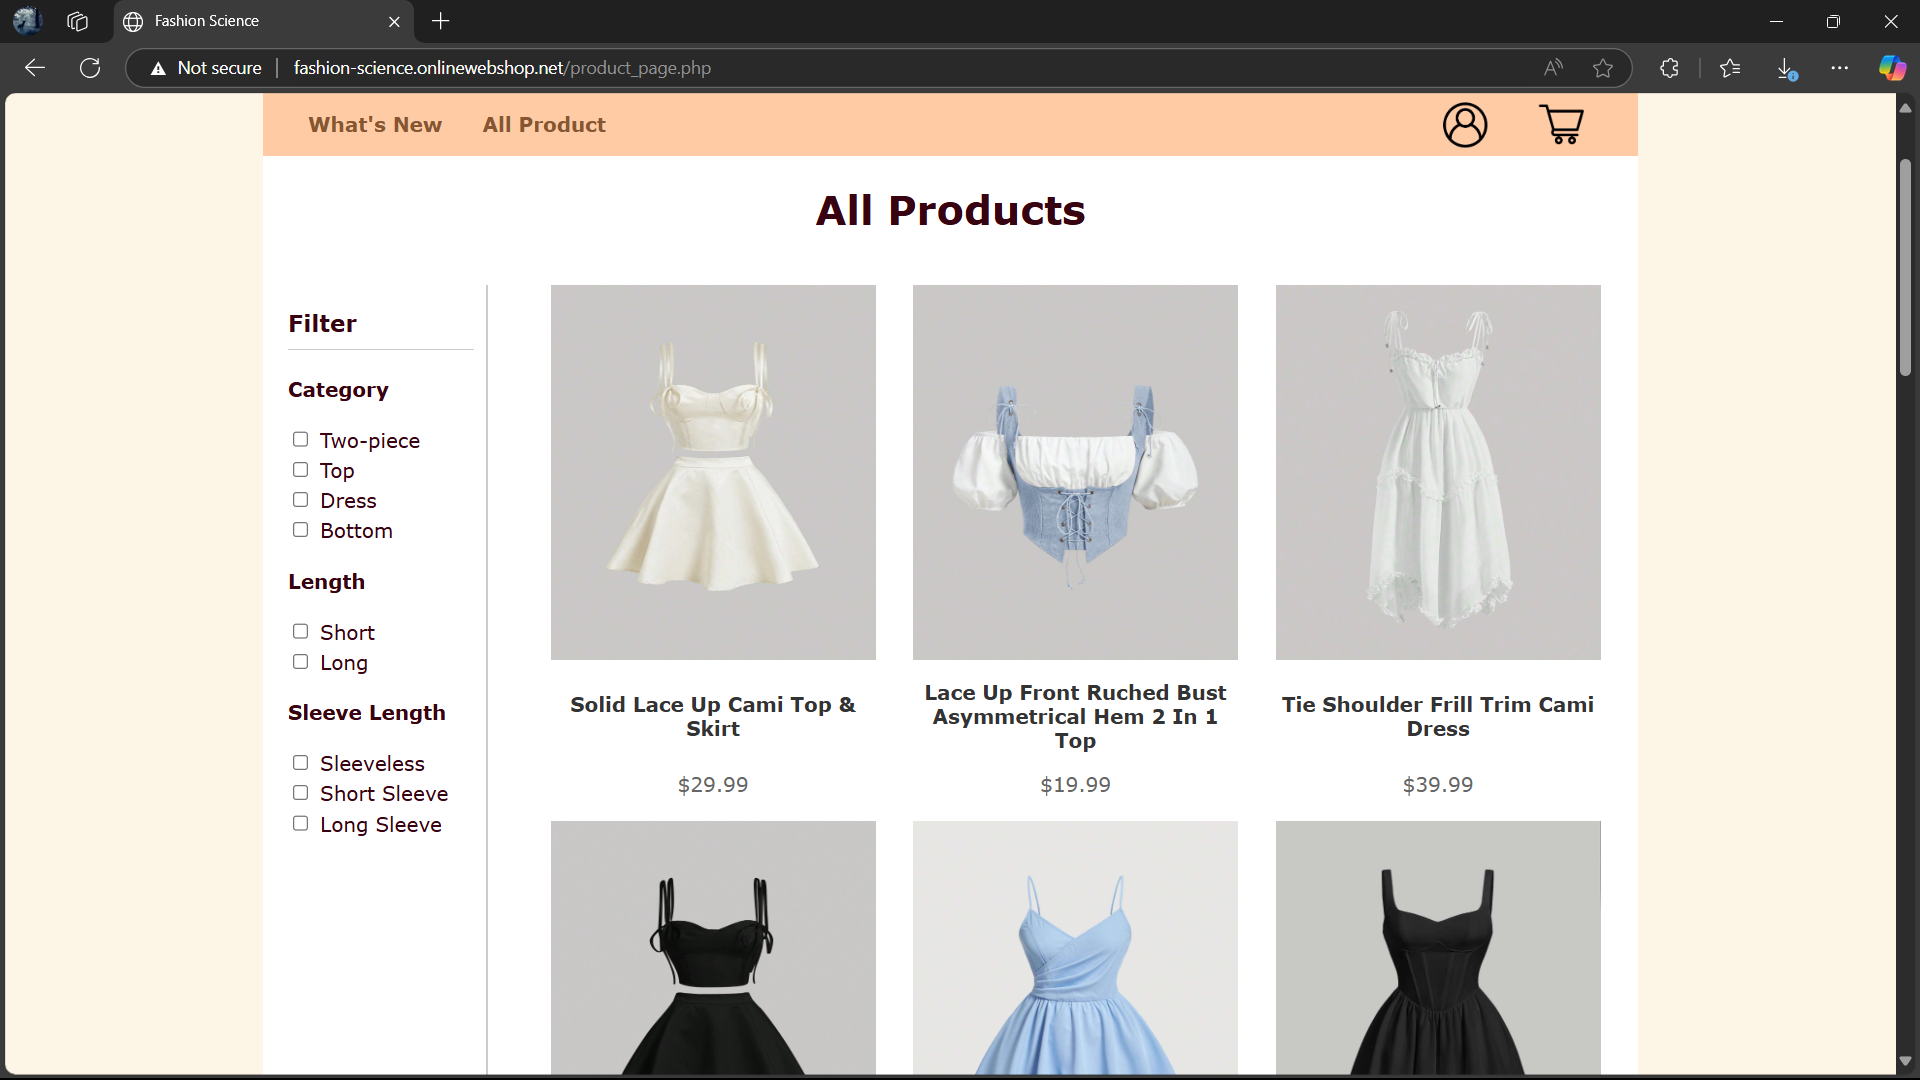 Fashion Science
Not secure
fashion-science.onlinewebshop.net/product_page.php
What's New
All Product
All Products
Filter
Category
Two-piece
Top
Dress
Bottom
Length
Short
Long
Sleeve Length
Sleeveless
Short Sleeve
Long Sleeve
Solid Lace Up Cami Top &
Skirt
$29.99
Lace Up Front Ruched Bust
Asymmetrical Hem 2 In 1
Top
$19.99
Tie Shoulder Frill Trim Cami
Dress
$39.99